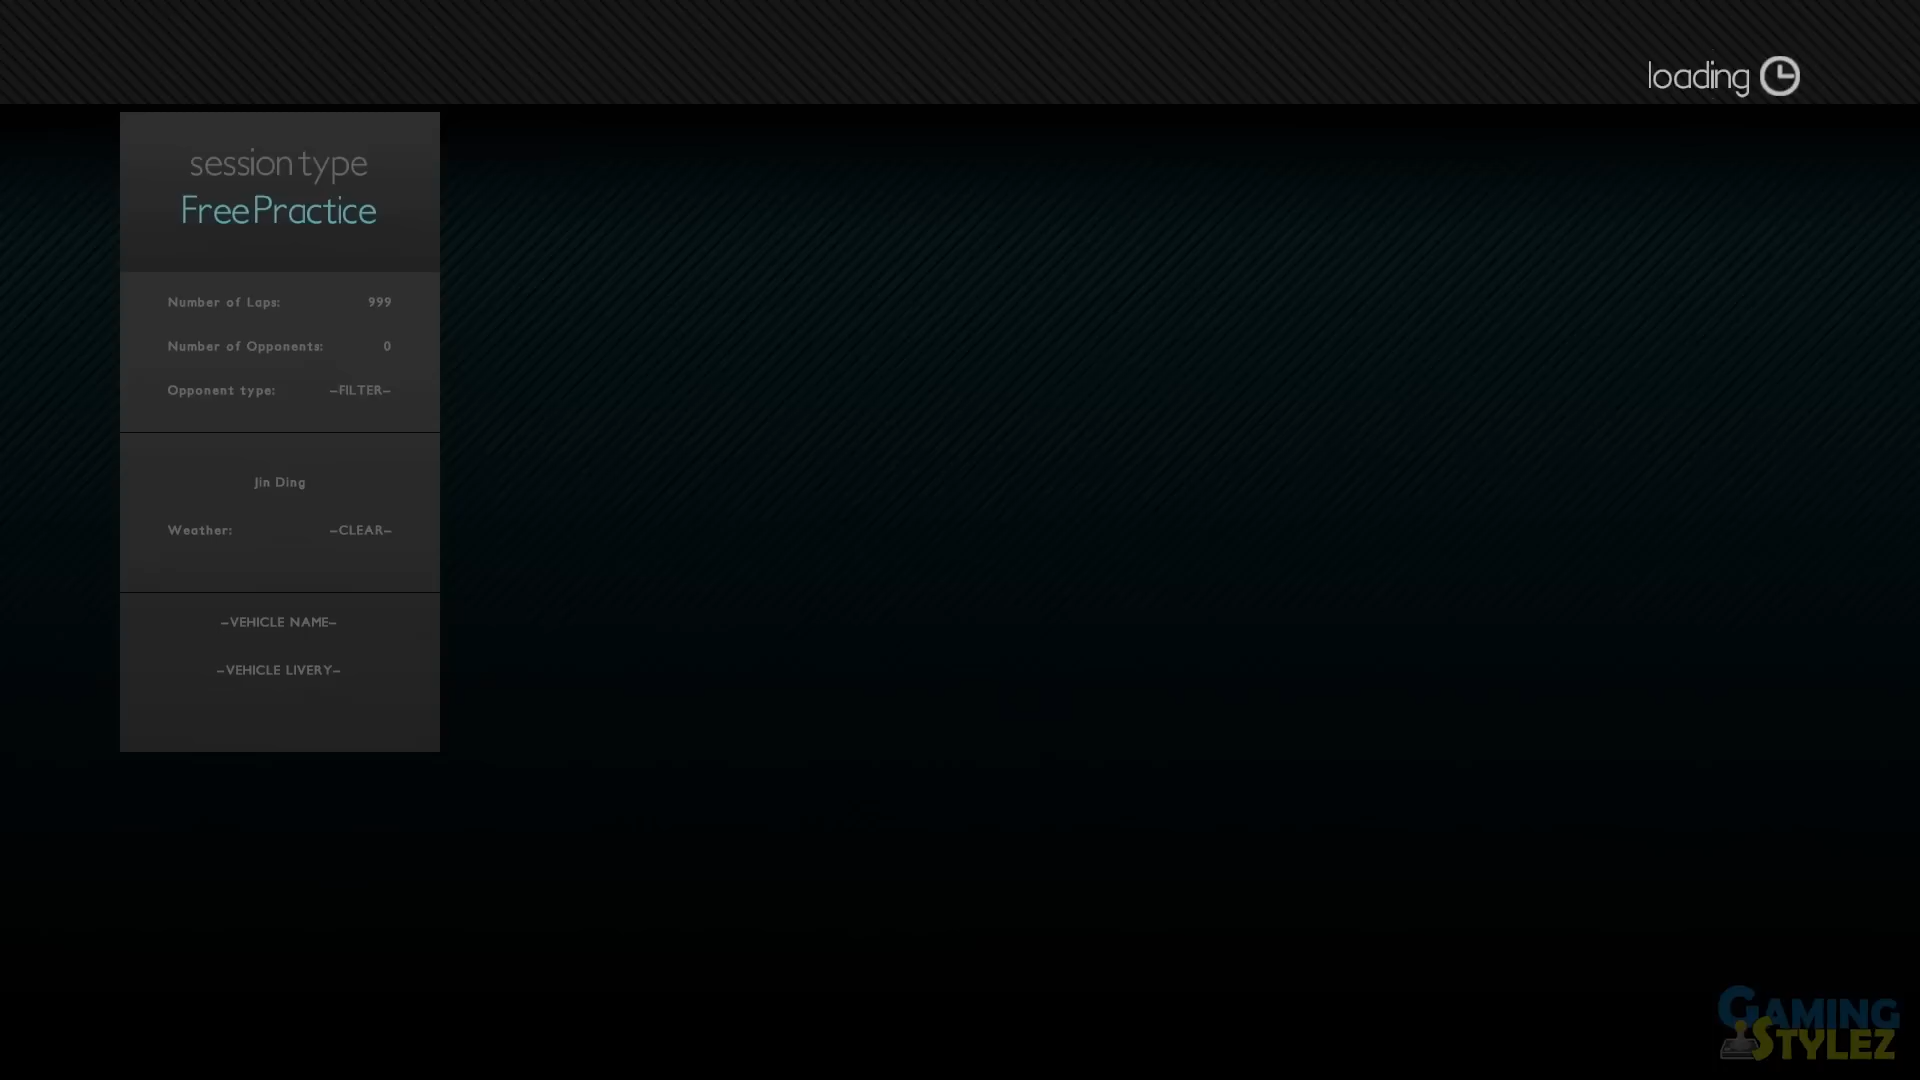 loading
session type
Free Practice
Number of Laps: 999
Number of Opponents: 0
Opponent type: –FILTER–
Jin Ding
Weather: –CLEAR–
–VEHICLE NAME–
–VEHICLE LIVERY–
GAMING
STYLEZ